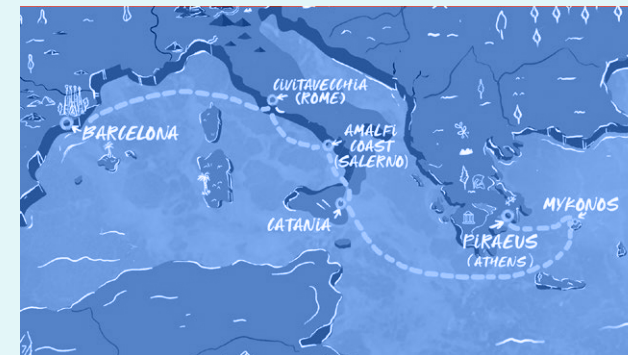 CIVITAVECCHIA
(ROME)
BARCELONA
AMALFI
COAST
(SALERNO)
CATANIA
MYKONOS
PIRAEUS
(ATHENS)